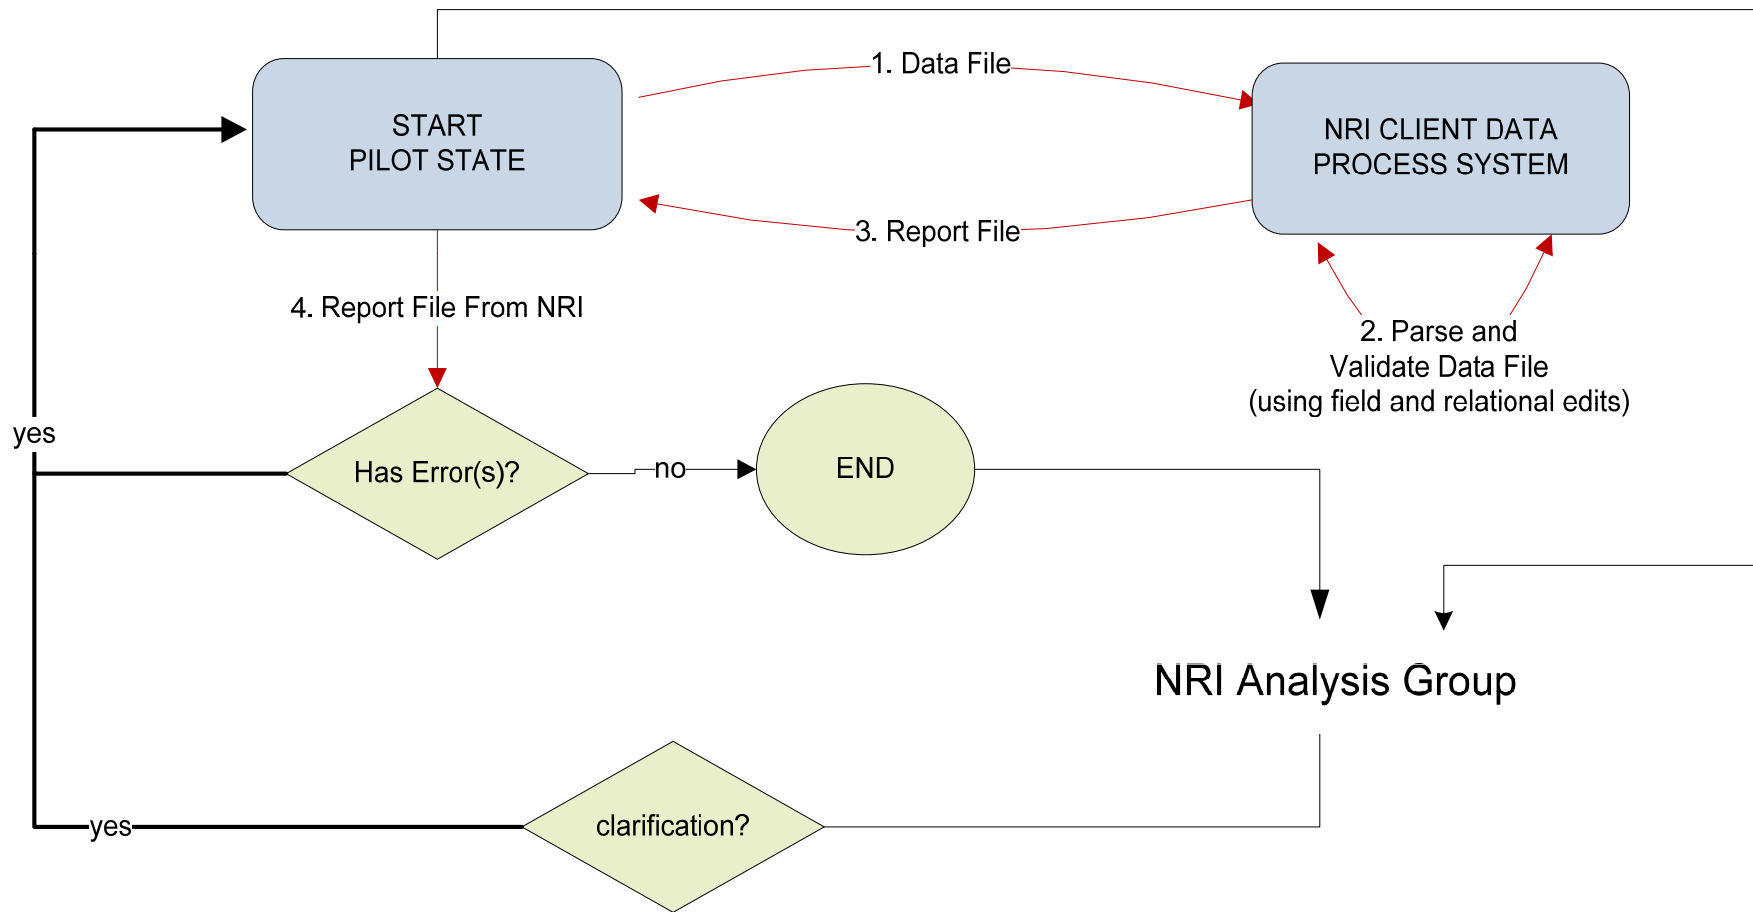 1. Data File
START
PILOT STATE
NRI CLIENT DATA
PROCESS SYSTEM
3. Report File
4. Report File From NRI
2. Parse and
Validate Data File
(using field and relational edits)
yes
Has Error(s)?
no
END
NRI Analysis Group
yes
clarification?